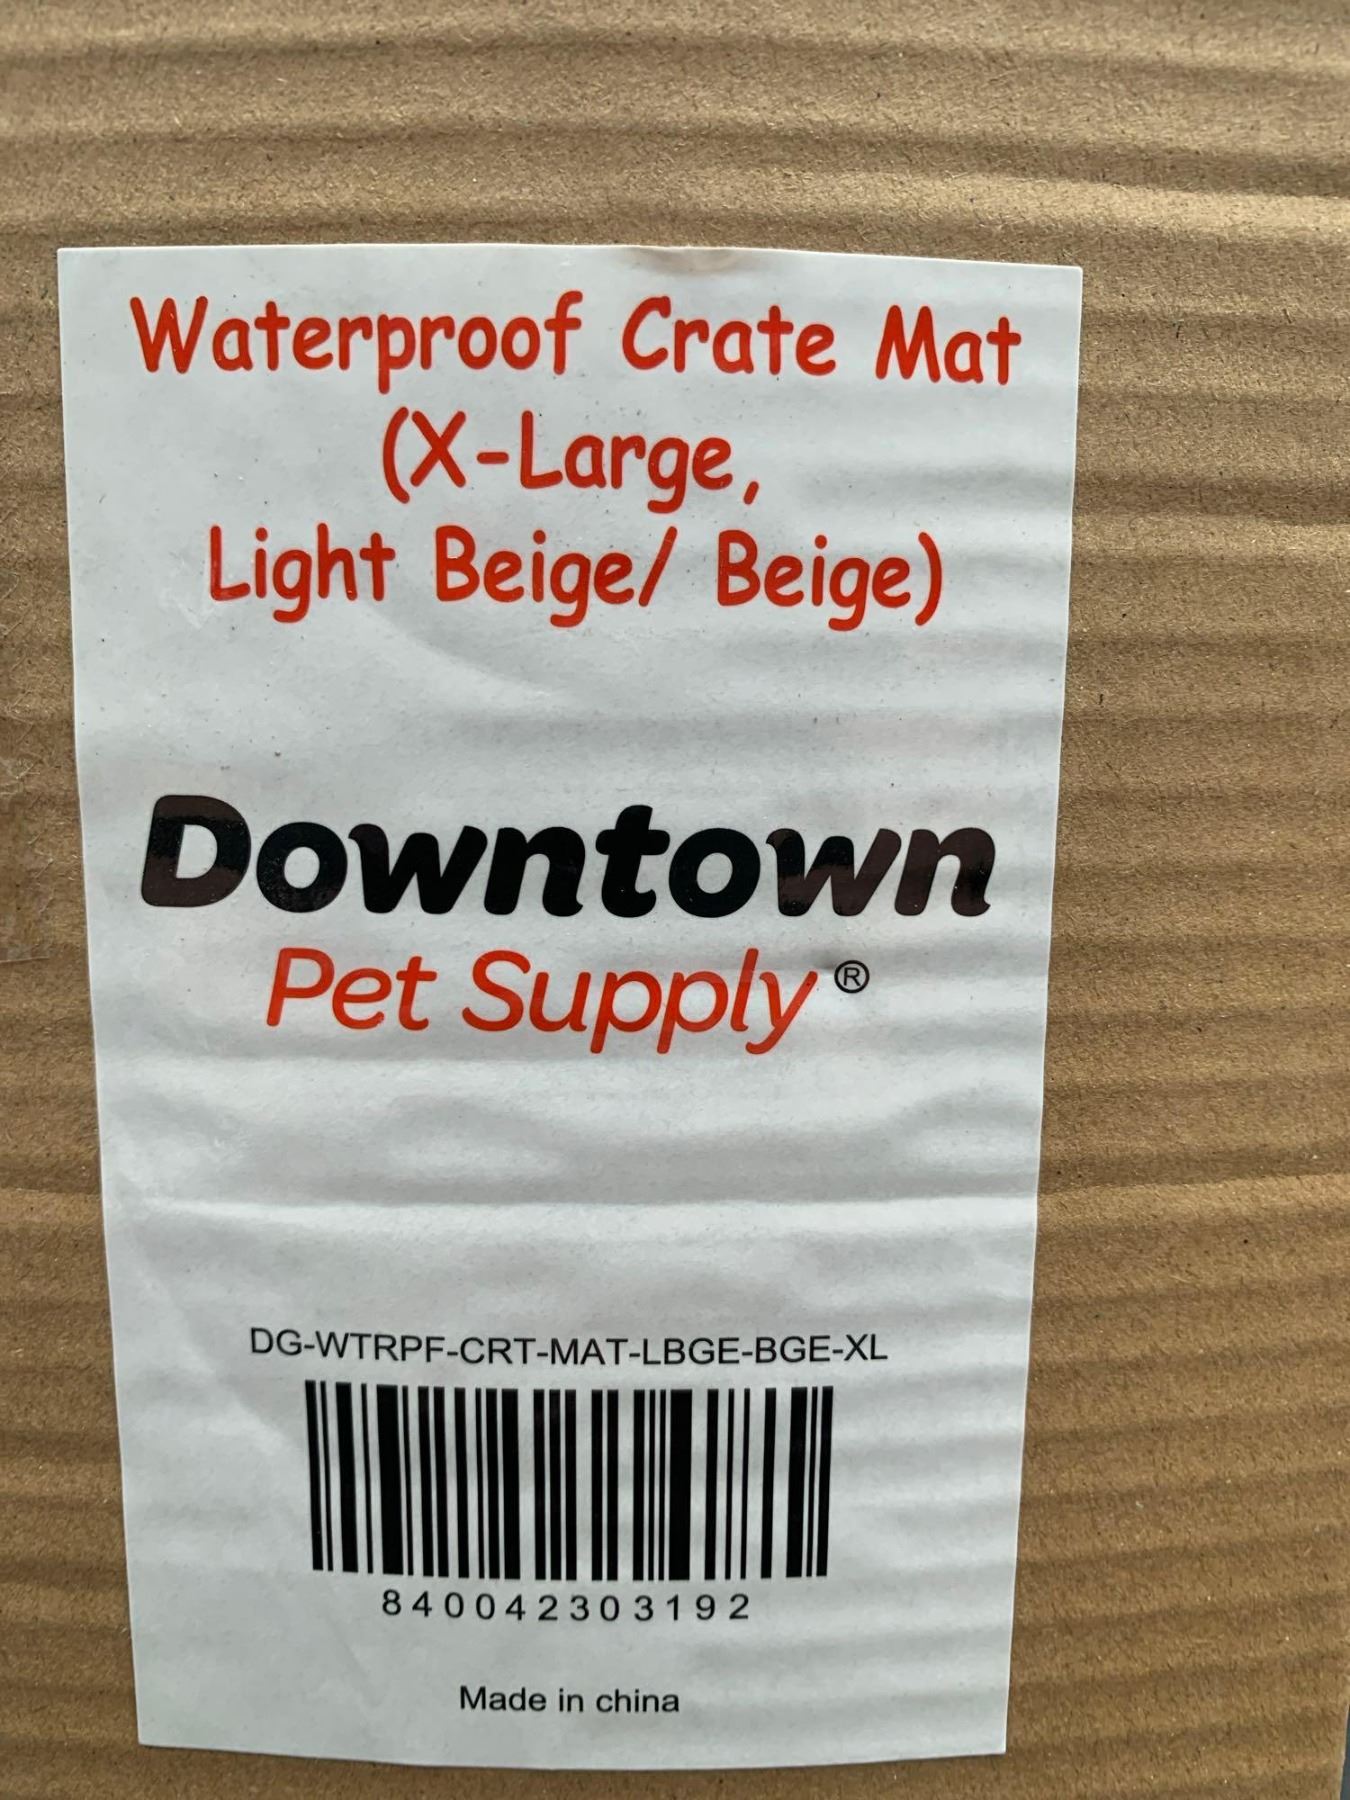 Waterproof Crate Mat
(X-Large,
Light Beige/ Beige)
Downtown
Pet Supply®
DG-WTRPF-CRT-MAT-LBGE-BGE-XL
840042303192
Made in china